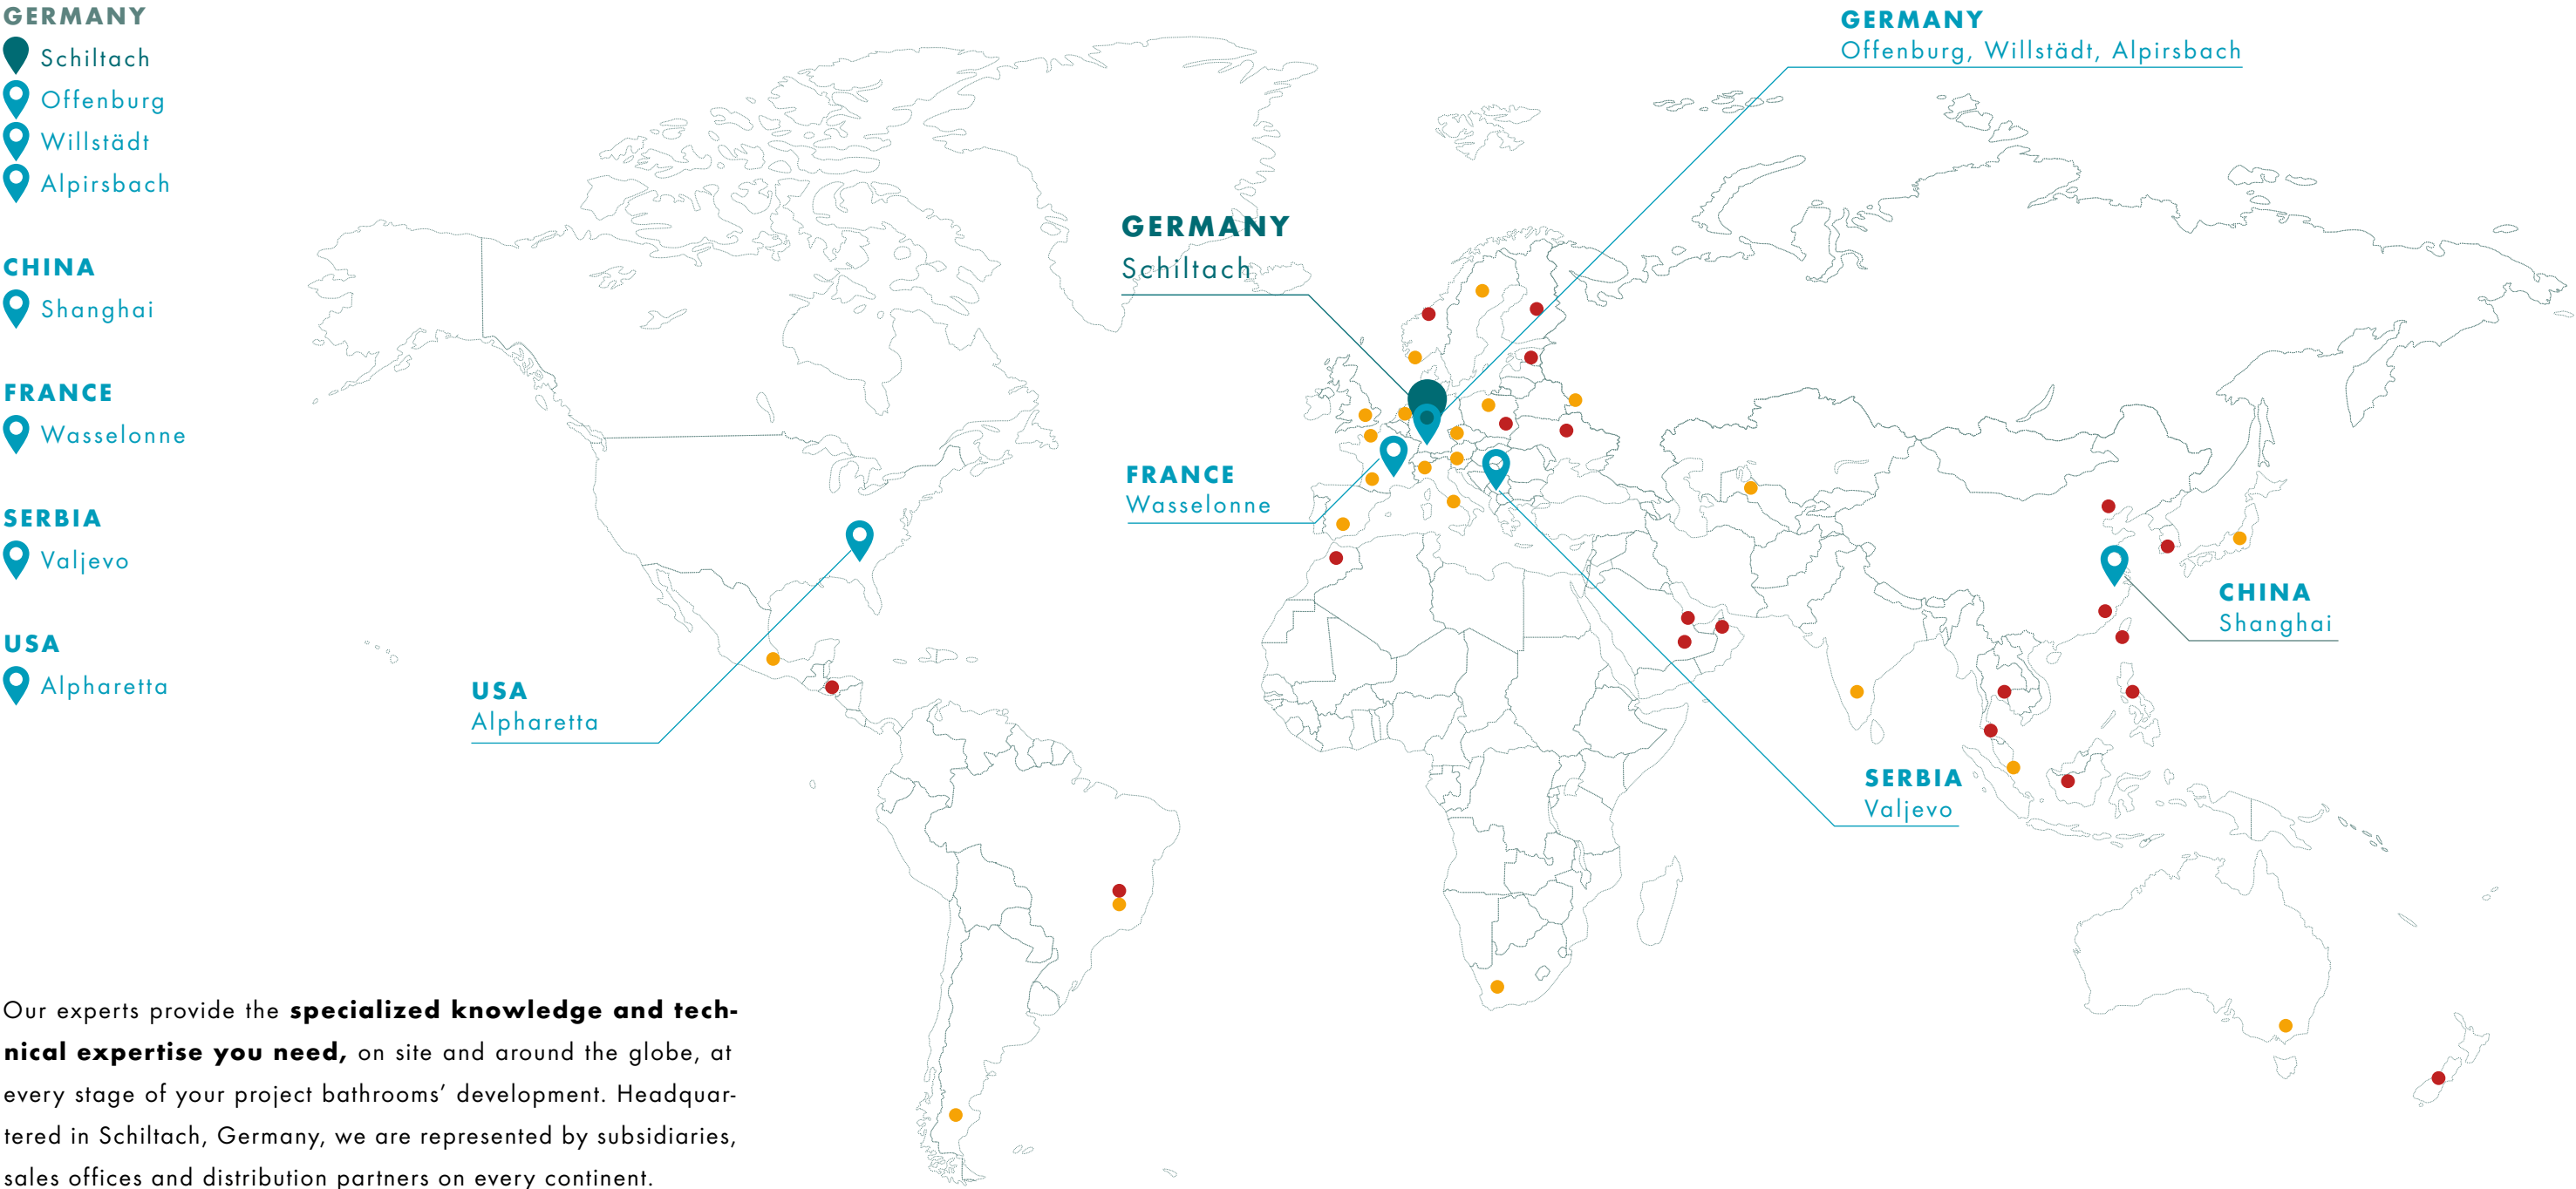 GERMANY
Schiltach
Offenburg
Willstädt
Alpirsbach
CHINA
Shanghai
FRANCE
Wasselonne
SERBIA
Valjevo
USA
Alpharetta
GERMANY
Offenburg, Willstädt, Alpirsbach
GERMANY
Schiltach
FRANCE
Wasselonne
CHINA
Shanghai
USA
Alpharetta
SERBIA
Valjevo
Our experts provide the specialized knowledge and tech-
nical expertise you need, on site and around the globe, at
every stage of your project bathrooms’ development. Headquar-
tered in Schiltach, Germany, we are represented by subsidiaries,
sales offices and distribution partners on every continent.